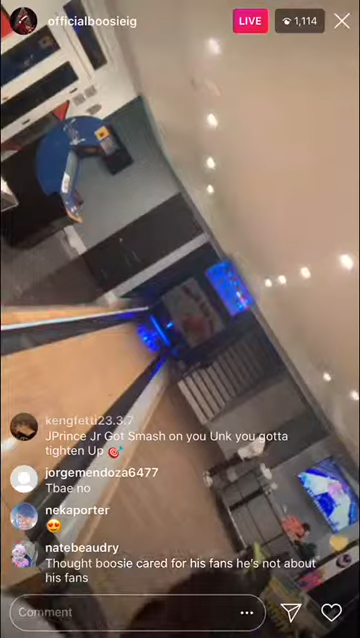 officialboosieig
LIVE
1,114
kengfetti23.3.7
JPrince Jr Got Smash on you Unk you gotta
tighten Up 🎯
jorgemendoza6477
Tbae no
nekaporter
😍
natebeaudry
Thought boosie cared for his fans he's not about
his fans
Comment